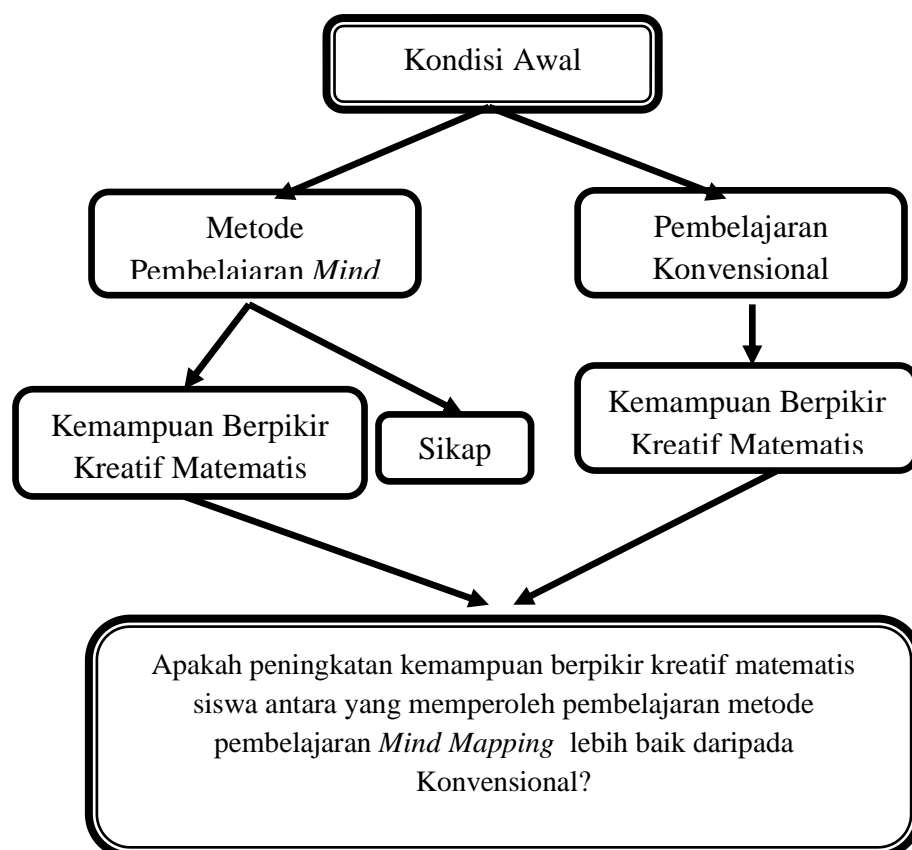 Kondisi Awal
Metode
Pembelajaran Mind
Pembelajaran
Konvensional
Kemampuan Berpikir
Kreatif Matematis
Sikap
Kemampuan Berpikir
Kreatif Matematis
Apakah peningkatan kemampuan berpikir kreatif matematis
siswa antara yang memperoleh pembelajaran metode
pembelajaran Mind Mapping lebih baik daripada
Konvensional?